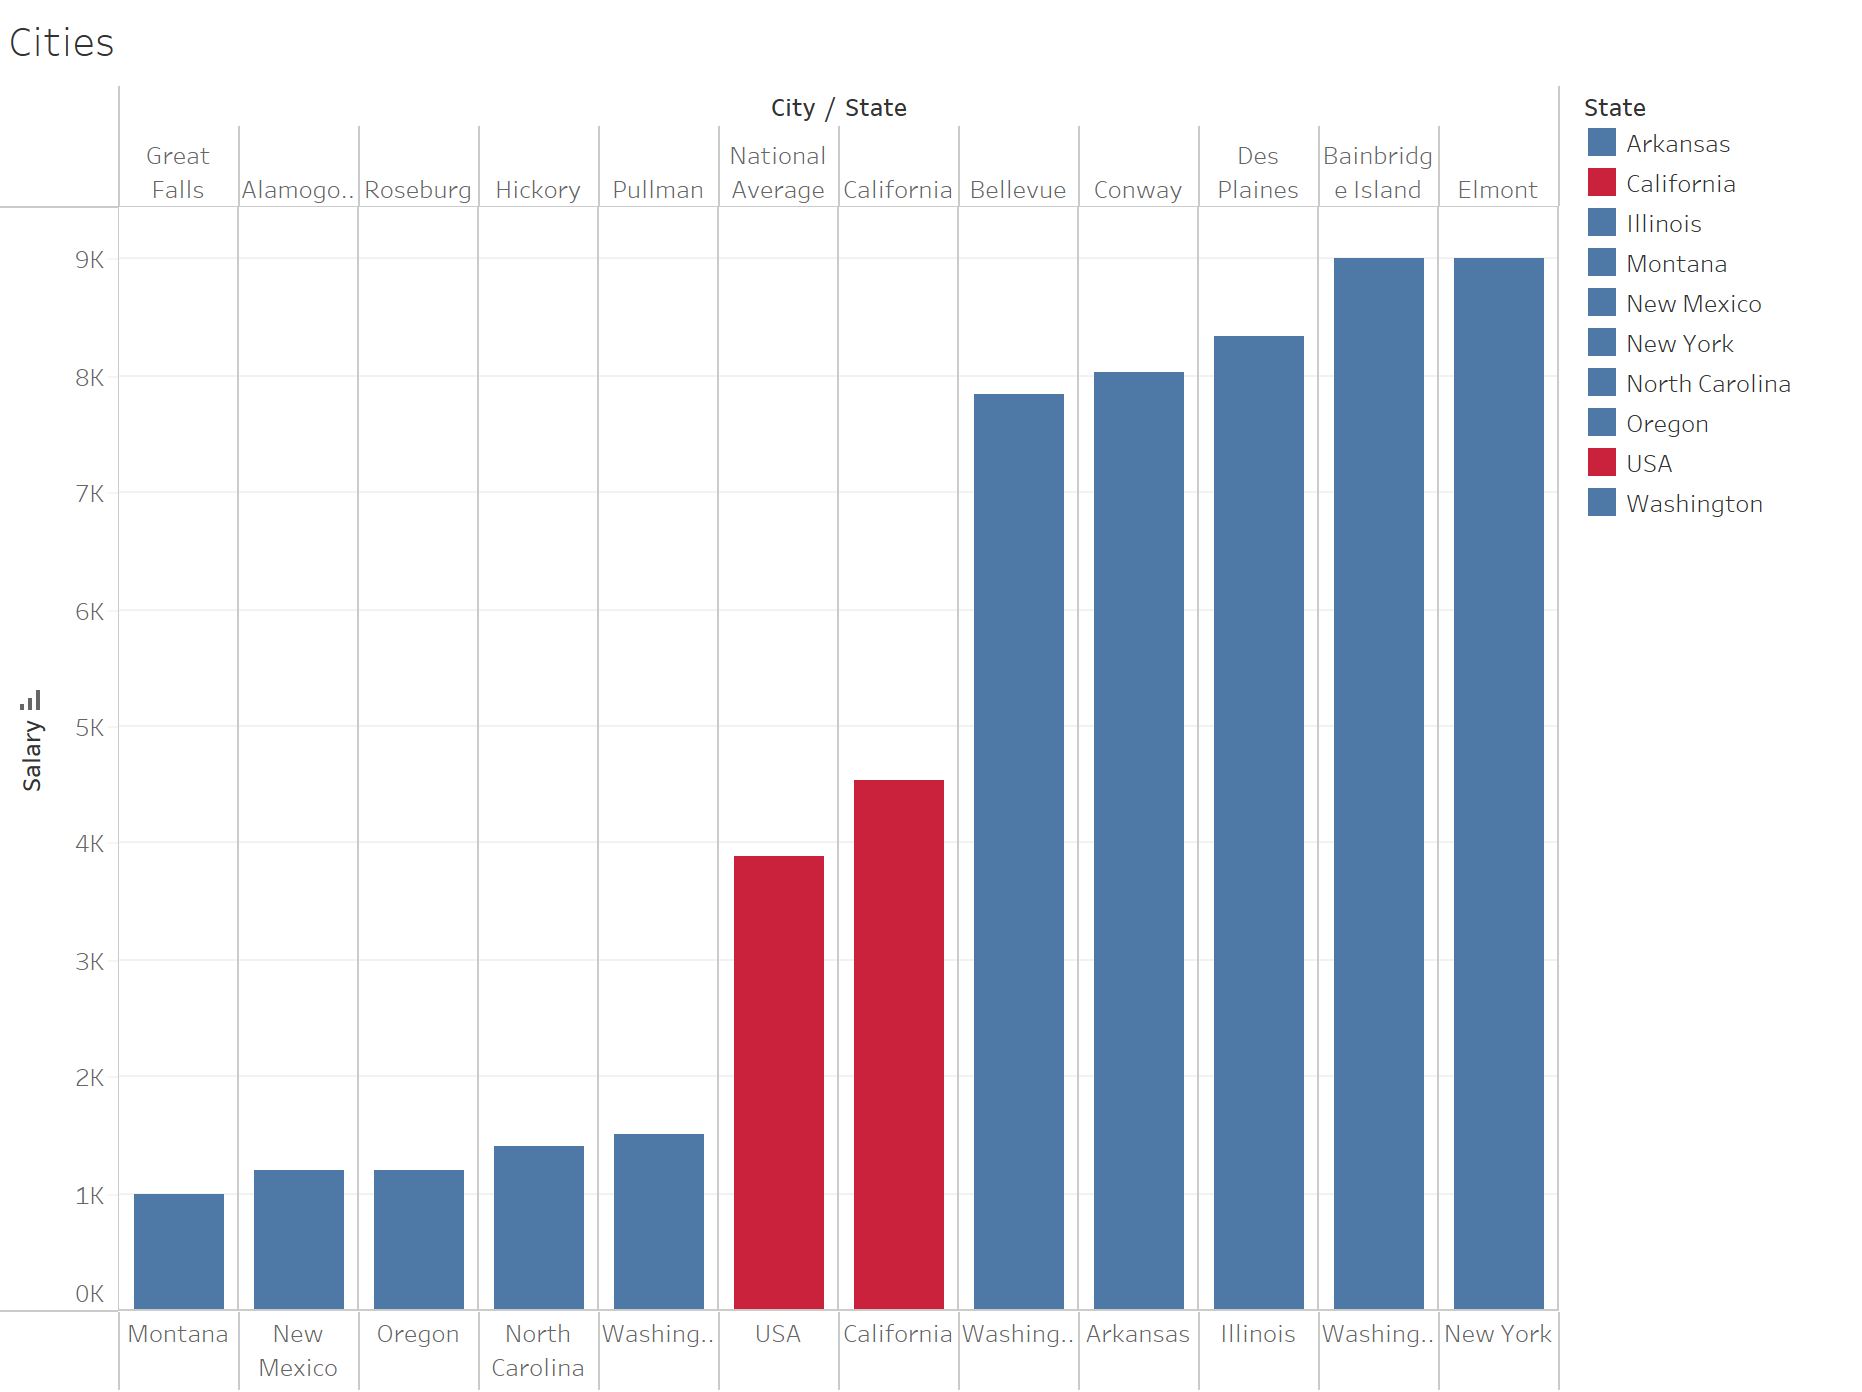 Cities
City / State
Great Falls
Alamogo..
Roseburg
Hickory
Pullman
National Average
California
Bellevue
Conway
Des Plaines
Bainbridg
e Island
Elmont
State
Arkansas
California
Illinois
Montana
New Mexico
New York
North Carolina
Oregon
USA
Washington
Salary
9K
8K
7K
6K
5K
4K
3K
2K
1K
0K
Montana
New Mexico
Oregon
North Carolina
Washing..
USA
California
Washing..
Arkansas
Illinois
Washing..
New York